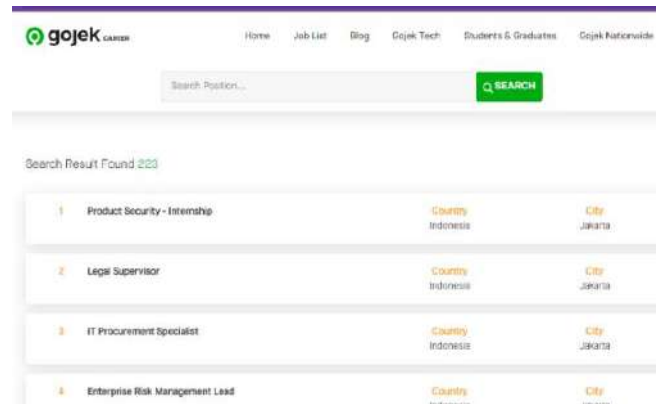 gojek CAREER
Home Job List Blog Gojek Tech Students & Graduates Gojek Nationwide
Search Position...
SEARCH
Search Result Found 223
1 Product Security - Internship Country City
Indonesia Jakarta
2 Legal Supervisor Country City
Indonesia Jakarta
3 IT Procurement Specialist Country City
Indonesia Jakarta
4 Enterprise Risk Management Lead Country City